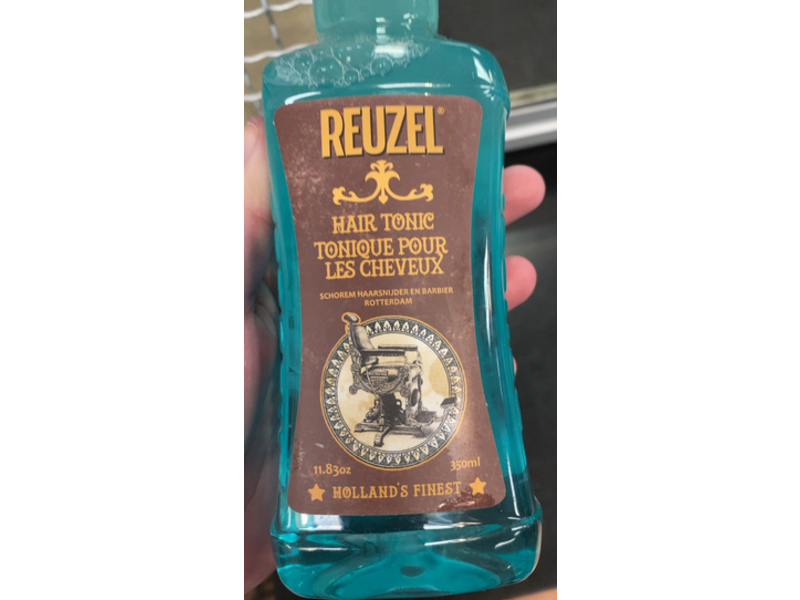 REUZEL®
HAIR TONIC
TONIQUE POUR
LES CHEVEUX
SCHOREM HAARSNIJDER EN BARBIER
ROTTERDAM
11.83oz 350ml
HOLLAND'S FINEST